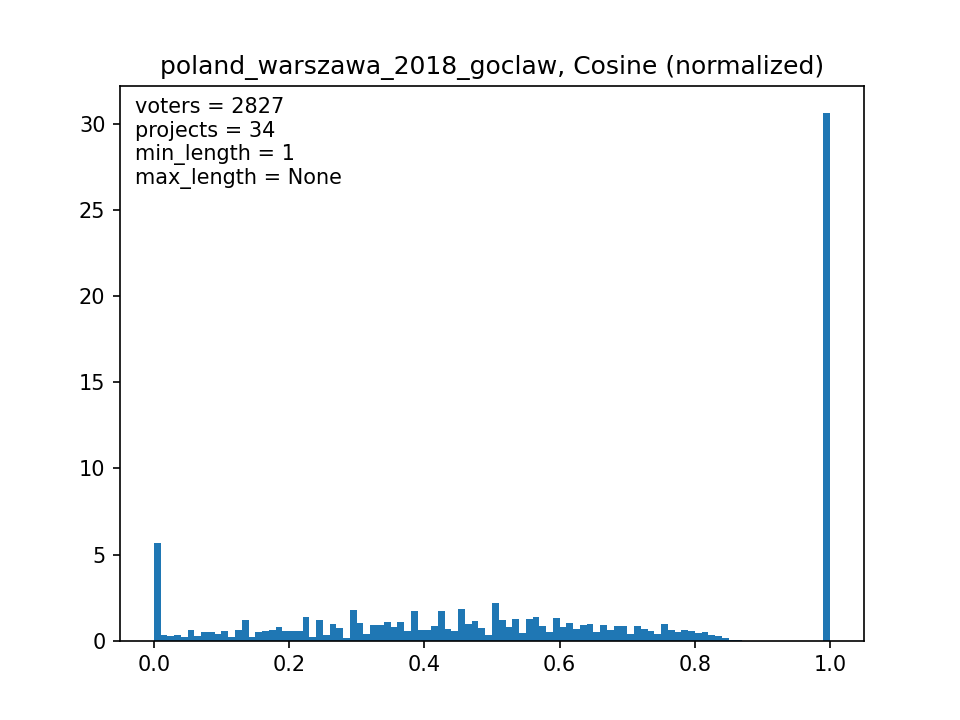 poland_warszawa_2018_goclaw, Cosine (normalized)
voters = 2827
projects = 34
min_length = 1
max_length = None
30
25
20
15
10
5
0
0.0 0.2 0.4 0.6 0.8 1.0